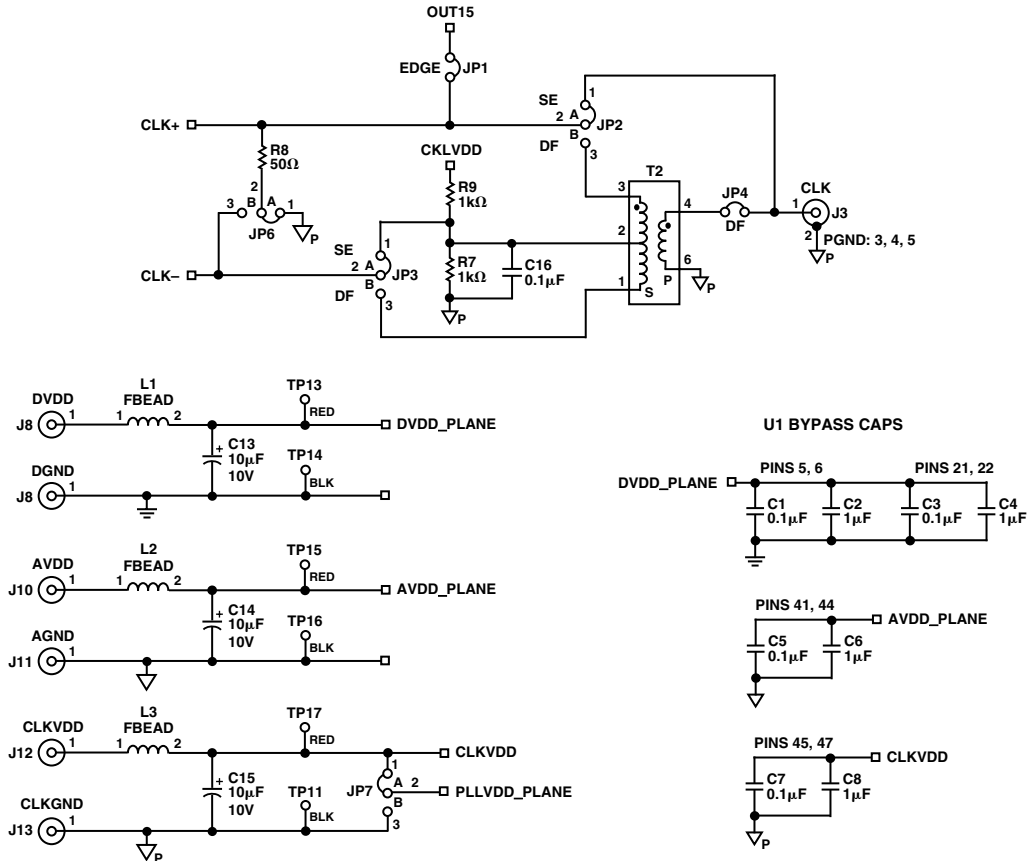 OUT15
EDGE JP1
SE 1
CLK+ 2 A JP2
B
DF 3
R8
50Ω
CKLVDD
R9
1kΩ
T2
3 4 JP4 CLK
DF 1 J3
2 PGND: 3, 4, 5
P
2
3 B A 1
JP6 P
SE 1
CLK– 2 A JP3
B
DF 3
R7
1kΩ
C16
0.1µF
P
2
1 S P 6
P
DVDD L1
FBEAD
J8 1 1 2
TP13
RED
DVDD_PLANE
+ C13
10µF
10V
DGND
J8 1
TP14
BLK
AVDD L2
FBEAD
J10 1 1 2
TP15
RED
AVDD_PLANE
+ C14
10µF
10V
AGND
J11 1
TP16
BLK
CLKVDD L3
FBEAD
J12 1 1 2
TP17
RED
CLKVDD
+ C15
10µF
10V
1
JP7 A 2 PLLVDD_PLANE
B
3
CLKGND
J13 1
TP11
BLK
P
U1 BYPASS CAPS
PINS 5, 6 PINS 21, 22
DVDD_PLANE
C1 C2 C3 C4
0.1µF 1µF 0.1µF 1µF
PINS 41, 44
AVDD_PLANE
C5 C6
0.1µF 1µF
PINS 45, 47
CLKVDD
C7 C8
0.1µF 1µF
P